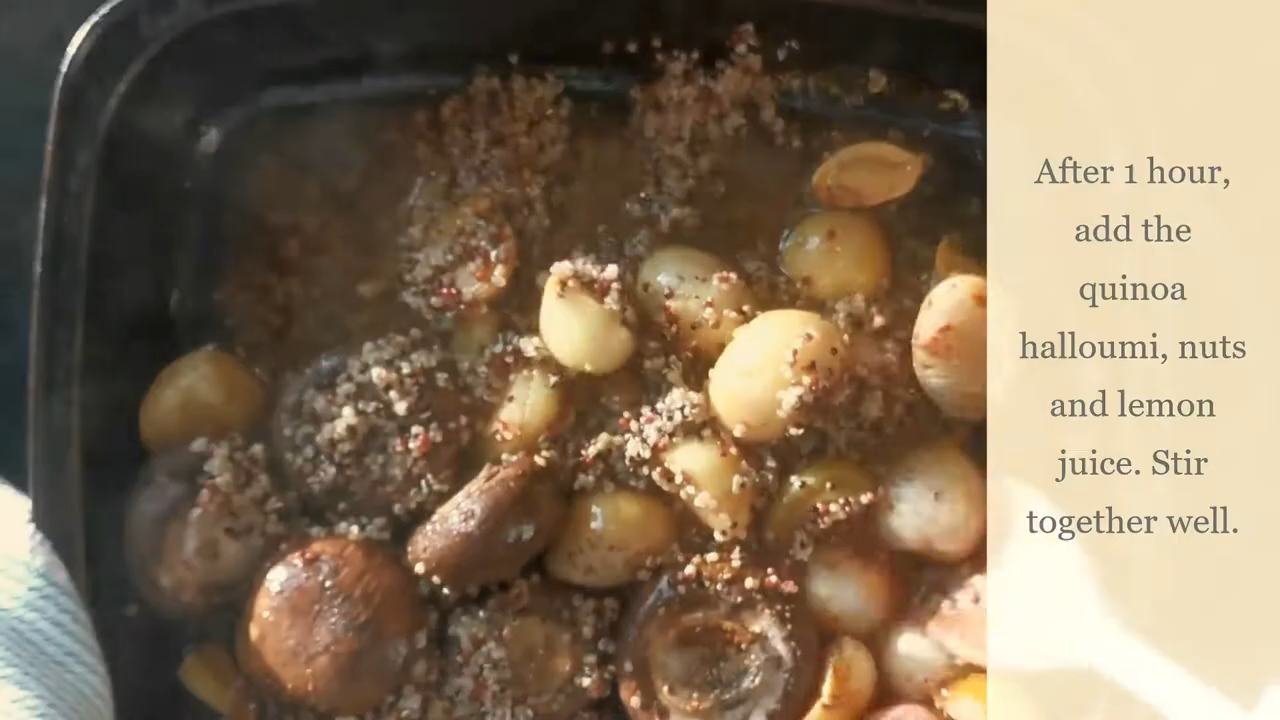 After 1 hour,
add the
quinoa
halloumi, nuts
and lemon
juice. Stir
together well.